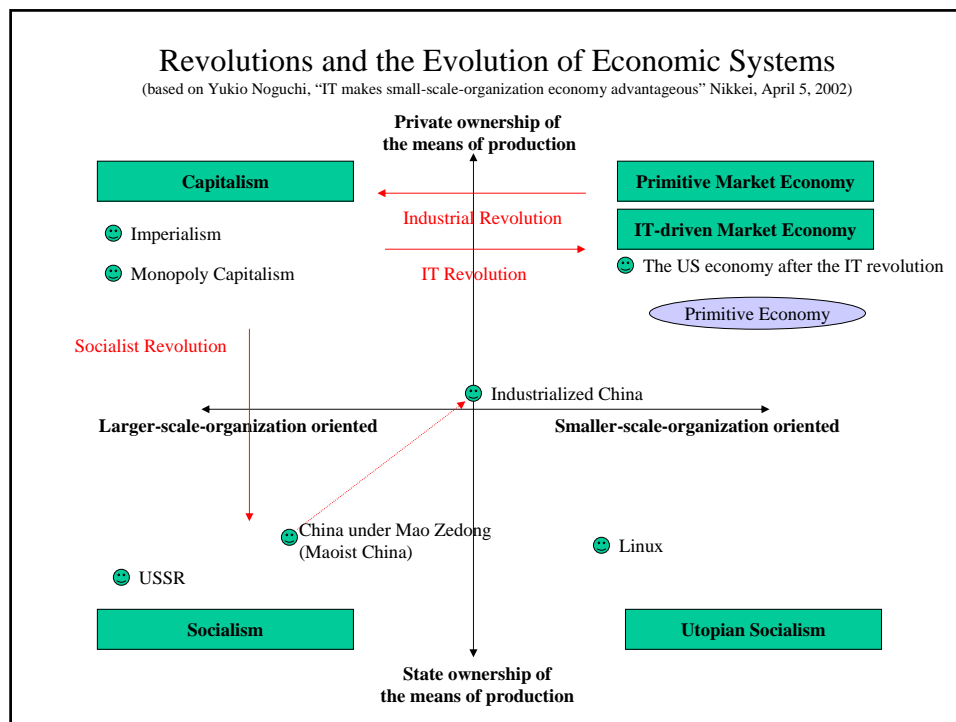 Revolutions and the Evolution of Economic Systems
(based on Yukio Noguchi, “IT makes small-scale-organization economy advantageous” Nikkei, April 5, 2002)
Private ownership of
the means of production
Capitalism
Primitive Market Economy
Industrial Revolution
IT-driven Market Economy
Imperialism
Monopoly Capitalism
IT Revolution
The US economy after the IT revolution
Primitive Economy
Socialist Revolution
Industrialized China
Larger-scale-organization oriented
Smaller-scale-organization oriented
China under Mao Zedong
(Maoist China)
Linux
USSR
Socialism
Utopian Socialism
State ownership of
the means of production